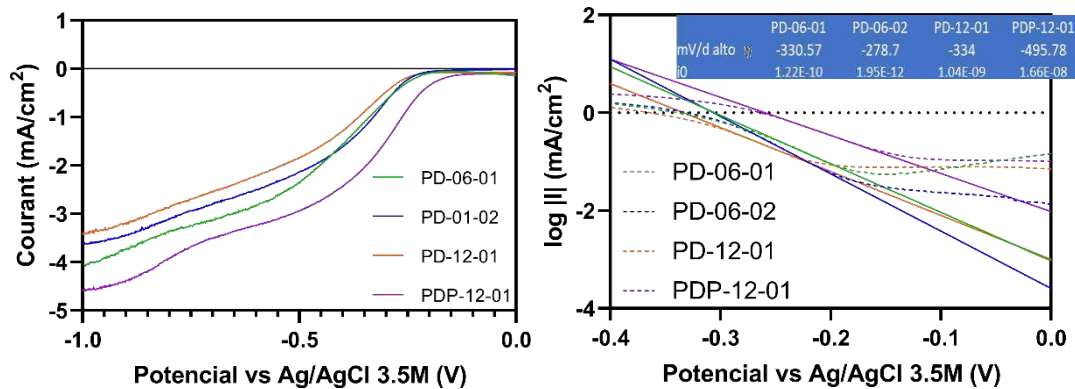 1
0
-1
-2
-3
-4
-5
Courant (mA/cm²)
PD-06-01
PD-01-02
PD-12-01
PDP-12-01
-1.0
-0.5
0.0
Potencial vs Ag/AgCl 3.5M (V)
PD-06-01 PD-06-02 PD-12-01 PDP-12-01
mV/d alto η -330.57 -278.7 -334 -495.78
i0 1.22E-10 1.95E-12 1.04E-09 1.66E-08
2
0
-2
-4
log |I| (mA/cm²)
PD-06-01
PD-06-02
PD-12-01
PDP-12-01
-0.4
-0.3
-0.2
-0.1
0.0
Potencial vs Ag/AgCl 3.5M (V)